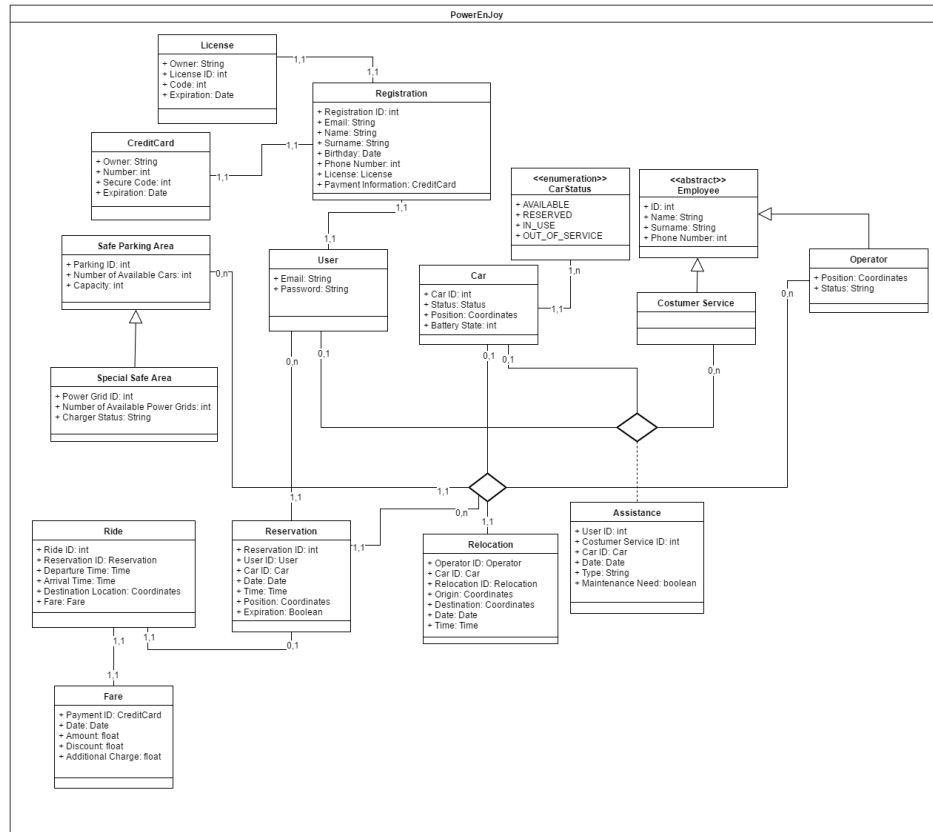 PowerEnJoy
License
+ Owner: String
+ License ID: int
+ Code: int
+ Expiration: Date
1,1
1,1
Registration
+ Registration ID: int
+ Email: String
+ Name: String
+ Surname: String
+ Birthday: Date
+ Phone Number: int
+ License: License
+ Payment Information: CreditCard
CreditCard
+ Owner: String
+ Number: int
+ Secure Code: int
+ Expiration: Date
1,1
1,1
1,1
1,1
<<enumeration>>
CarStatus
+ AVAILABLE
+ RESERVED
+ IN_USE
+ OUT_OF_SERVICE
1,n
<<abstract>>
Employee
+ ID: int
+ Name: String
+ Surname: String
+ Phone Number: int
Safe Parking Area
+ Parking ID: int
+ Number of Available Cars: int
+ Capacity: int
0,n
User
+ Email: String
+ Password: String
0,n
0,1
Car
+ Car ID: int
+ Status: Status
+ Position: Coordinates
+ Battery State: int
1,1
0,1
0,1
Costumer Service
0,n
Operator
+ Position: Coordinates
+ Status: String
0,n
Special Safe Area
+ Power Grid ID: int
+ Number of Available Power Grids: int
+ Charger Status: String
1,1
1,1
0,n
1,1
1,1
Ride
+ Ride ID: int
+ Reservation ID: Reservation
+ Departure Time: Time
+ Arrival Time: Time
+ Destination Location: Coordinates
+ Fare: Fare
1,1
1,1
Reservation
+ Reservation ID: int
+ User ID: User
+ Car ID: Car
+ Date: Date
+ Time: Time
+ Position: Coordinates
+ Expiration: Boolean
0,1
Relocation
+ Operator ID: Operator
+ Car ID: Car
+ Relocation ID: Relocation
+ Origin: Coordinates
+ Destination: Coordinates
+ Date: Date
+ Time: Time
Assistance
+ User ID: int
+ Costumer Service ID: int
+ Car ID: Car
+ Date: Date
+ Type: String
+ Maintenance Need: boolean
1,1
Fare
+ Payment ID: CreditCard
+ Date: Date
+ Amount: float
+ Discount: float
+ Additional Charge: float